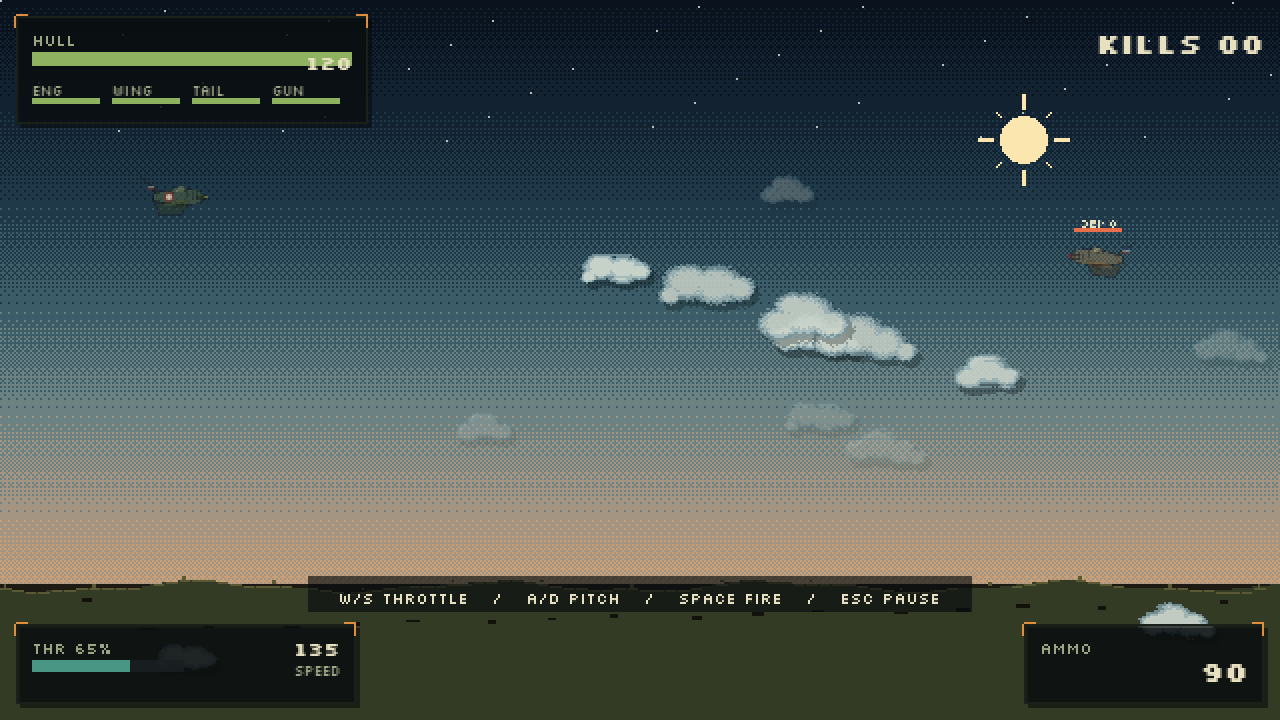 HULL
120
ENG WING TAIL GUN
KILLS 00
W/S THROTTLE / A/D PITCH / SPACE FIRE / ESC PAUSE
THR 65%
135
SPEED
AMMO
90